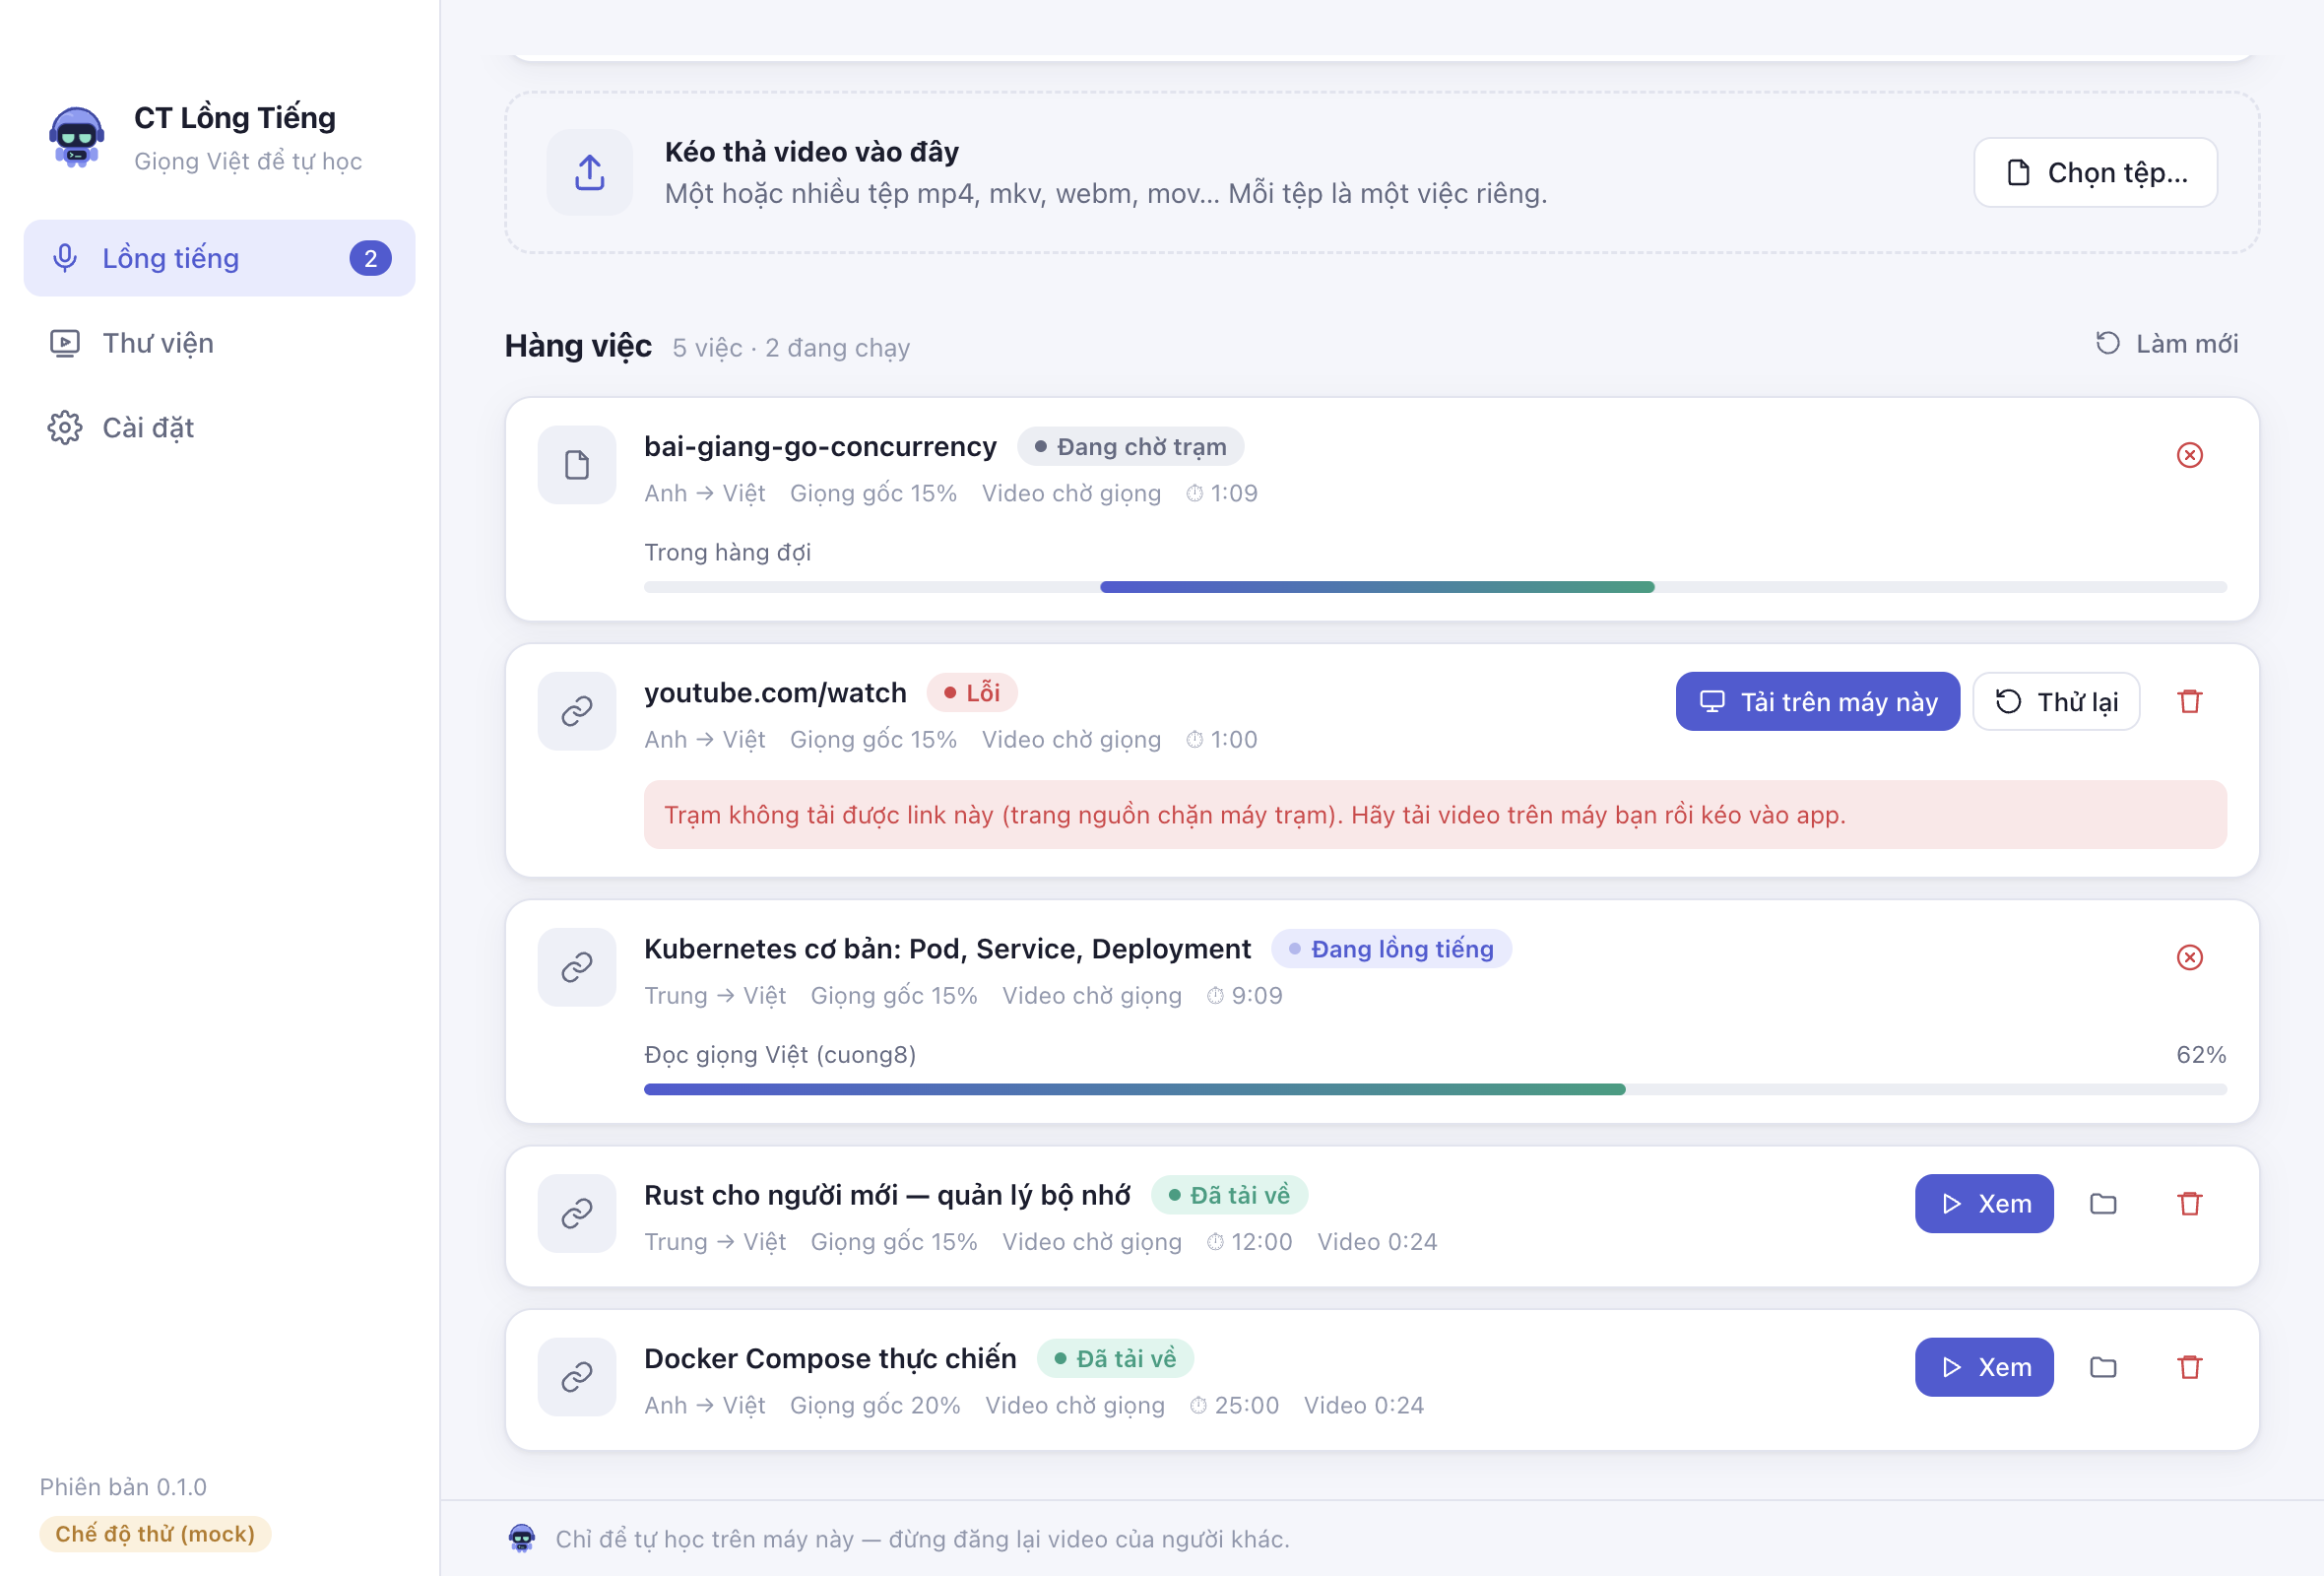 CT Lồng Tiếng
Giọng Việt để tự học
Lồng tiếng 2
Thư viện
Cài đặt
Phiên bản 0.1.0
Chế độ thử (mock)
Kéo thả video vào đây
Một hoặc nhiều tệp mp4, mkv, webm, mov... Mỗi tệp là một việc riêng.
Chọn tệp...
Hàng việc 5 việc · 2 đang chạy
Làm mới
bai-giang-go-concurrency Đang chờ trạm
Anh → Việt Giọng gốc 15% Video chờ giọng ⏱ 1:09
Trong hàng đợi
youtube.com/watch Lỗi
Tải trên máy này Thử lại
Anh → Việt Giọng gốc 15% Video chờ giọng ⏱ 1:00
Trạm không tải được link này (trang nguồn chặn máy trạm). Hãy tải video trên máy bạn rồi kéo vào app.
Kubernetes cơ bản: Pod, Service, Deployment Đang lồng tiếng
Trung → Việt Giọng gốc 15% Video chờ giọng ⏱ 9:09
Đọc giọng Việt (cuong8) 62%
Rust cho người mới — quản lý bộ nhớ Đã tải về
Xem
Trung → Việt Giọng gốc 15% Video chờ giọng ⏱ 12:00 Video 0:24
Docker Compose thực chiến Đã tải về
Xem
Anh → Việt Giọng gốc 20% Video chờ giọng ⏱ 25:00 Video 0:24
Chỉ để tự học trên máy này — đừng đăng lại video của người khác.